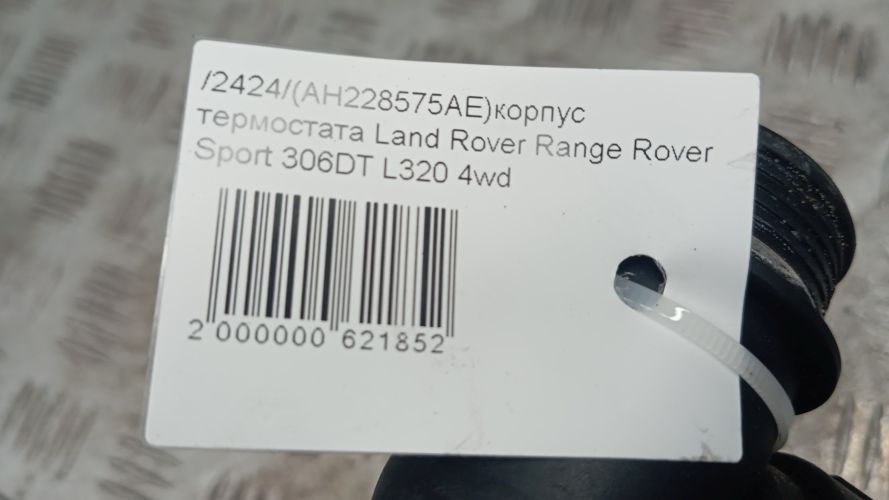 /2424/(AH228575AE)корпус
термостата Land Rover Range Rover
Sport 306DT L320 4wd
2 000000 621852